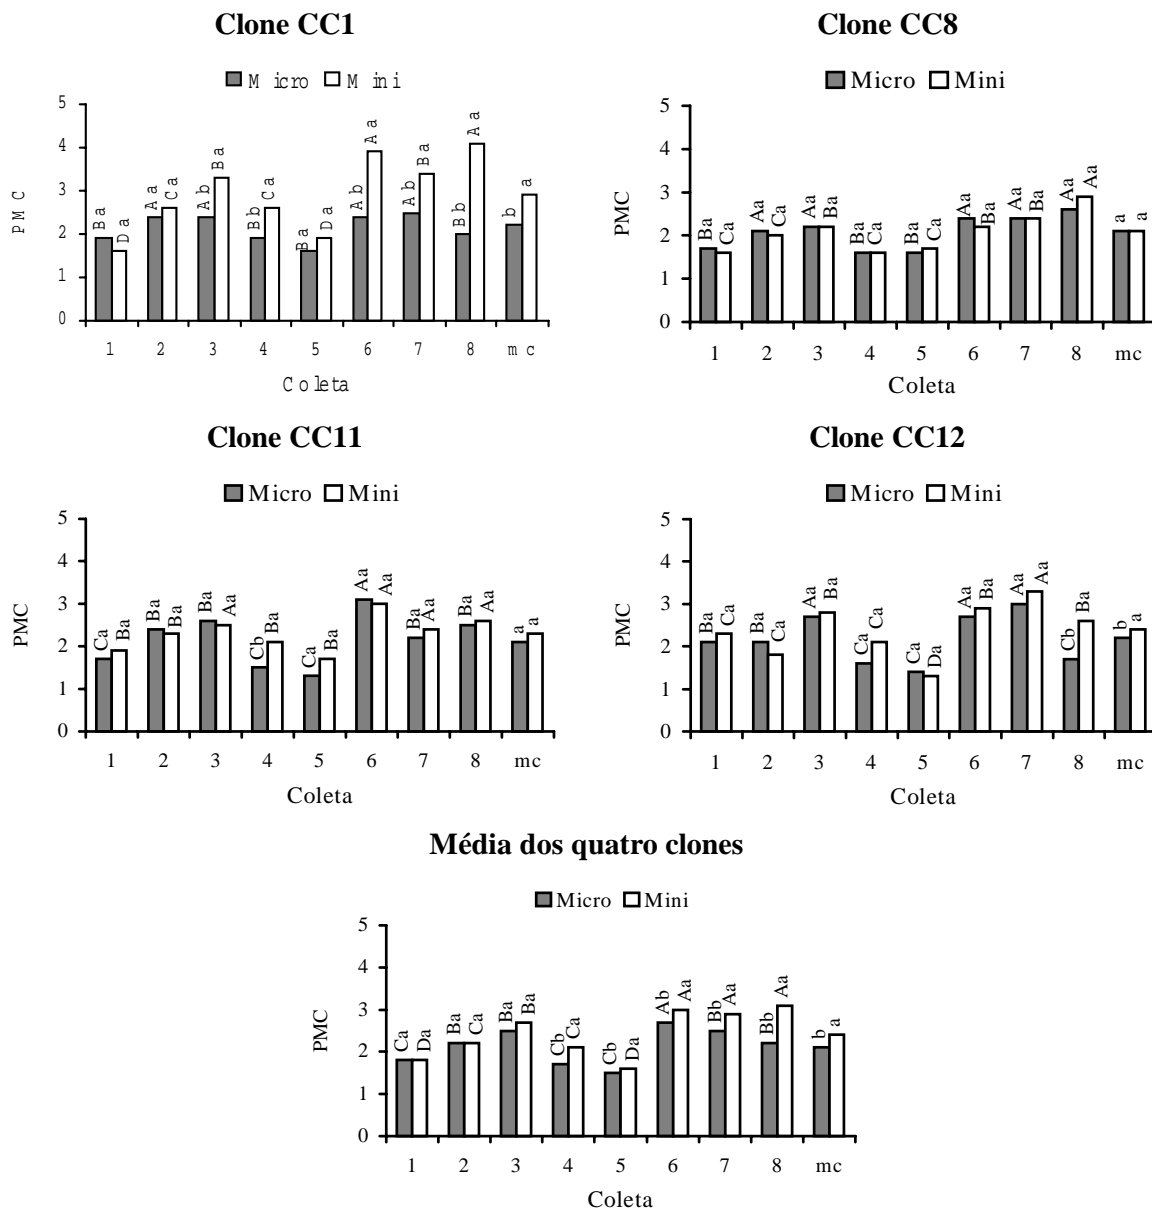 Clone CC1
Micro Mini
5
4
3
2
1
0
PMC
Ba Da Aa Ca Ab Ba Bb Ca Ba Da Ab Aa Ab Ba Bb Aa b a
1 2 3 4 5 6 7 8 mc
Coleta
Clone CC8
Micro Mini
5
4
3
2
1
0
PMC
Ba Ca Aa Ca Aa Ba Ba Ca Ba Ca Aa Ba Aa Ba Aa Aa a a
1 2 3 4 5 6 7 8 mc
Coleta
Clone CC11
Micro Mini
5
4
3
2
1
0
PMC
Ca Ba Ba Ba Ba Aa Cb Ba Ca Ba Aa Aa Ba Aa Ba Aa a a
1 2 3 4 5 6 7 8 mc
Coleta
Clone CC12
Micro Mini
5
4
3
2
1
0
PMC
Ba Ca Ba Ca Aa Ba Ca Ca Ca Da Aa Ba Aa Aa Cb Ba b a
1 2 3 4 5 6 7 8 mc
Coleta
Média dos quatro clones
Micro Mini
5
4
3
2
1
0
PMC
Ca Da Ba Ca Ba Ba Cb Ca Cb Da Ab Aa Bb Aa Bb Aa b a
1 2 3 4 5 6 7 8 mc
Coleta